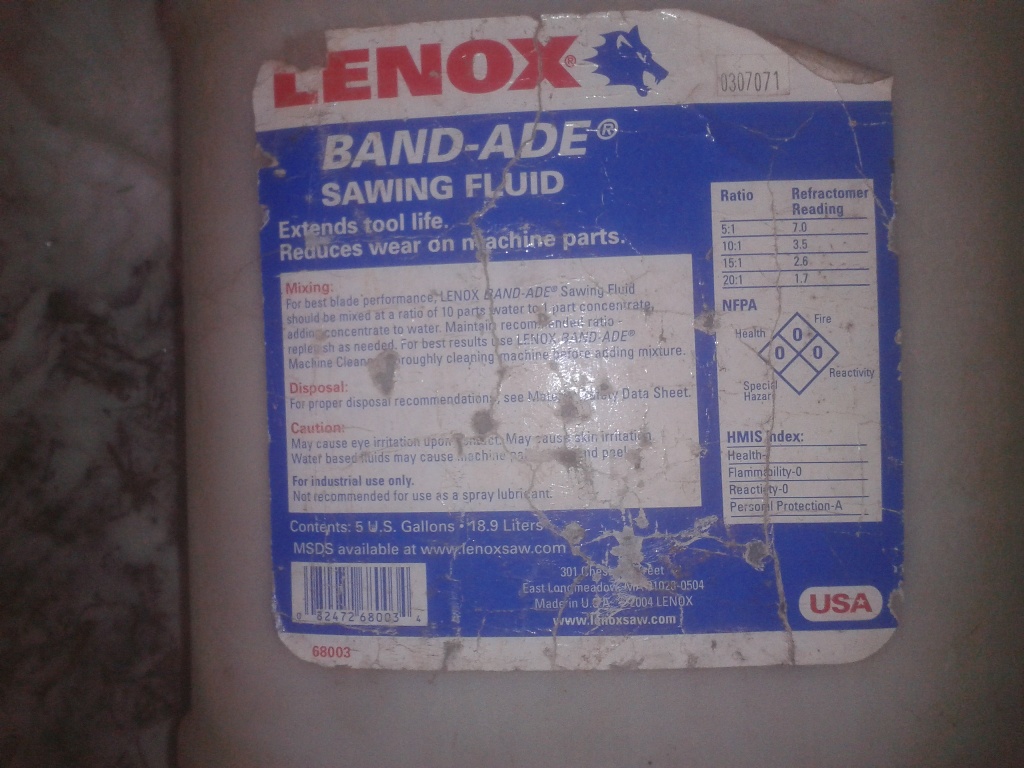 LENOX®
0307071
BAND-ADE®
SAWING FLUID
Extends tool life.
Reduces wear on machine parts.
Mixing:
For best blade performance, LENOX BAND-ADE® Sawing Fluid
should be mixed at a ratio of 10 parts water to 1 part concentrate,
adding concentrate to water. Maintain recommended ratio -
replenish as needed. For best results use LENOX BAND-ADE®
Machine roughly cleaning machine before adding mixture.
Disposal:
For proper disposal recommendations, see Safety Data Sheet.
Caution:
May cause eye irritation upon contact. May cause skin irritation.
Water based fluids may cause machine and peel
For industrial use only.
Not recommended for use as a spray lubricant.
Contents: 5 U.S. Gallons • 18.9 Liters
MSDS available at www.lenoxsaw.com
0 82472 68003 4
68003
301 Street
East Longmeadow, MA 01028-0504
Made in U.S.A. ©2004 LENOX
www.lenoxsaw.com
Ratio Refractomer
Reading
5:1 7.0
10:1 3.5
15:1 2.6
20:1 1.7
NFPA
Fire
Health
0
0 0
Reactivity
Special
Hazard
HMIS Index:
Health-
Flammability-0
Reactivity-0
Personal Protection-A
USA